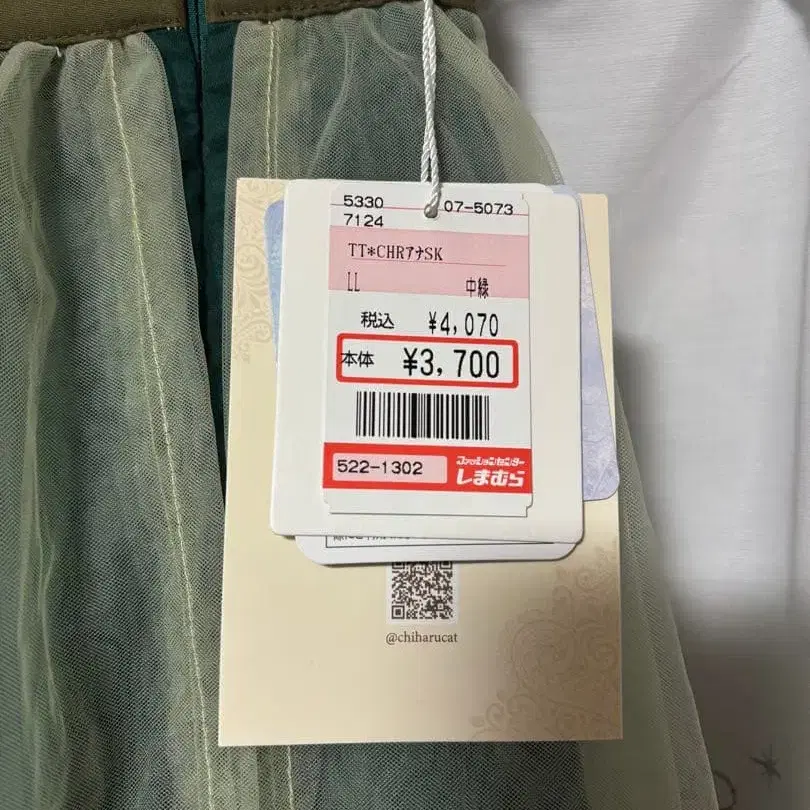 5330 07-5073
7124
TT*CHRアナSK
LL 中緑
税込 ¥4,070
本体 ¥3,700
522-1302 ファッションセンター
しまむら
@chiharucat